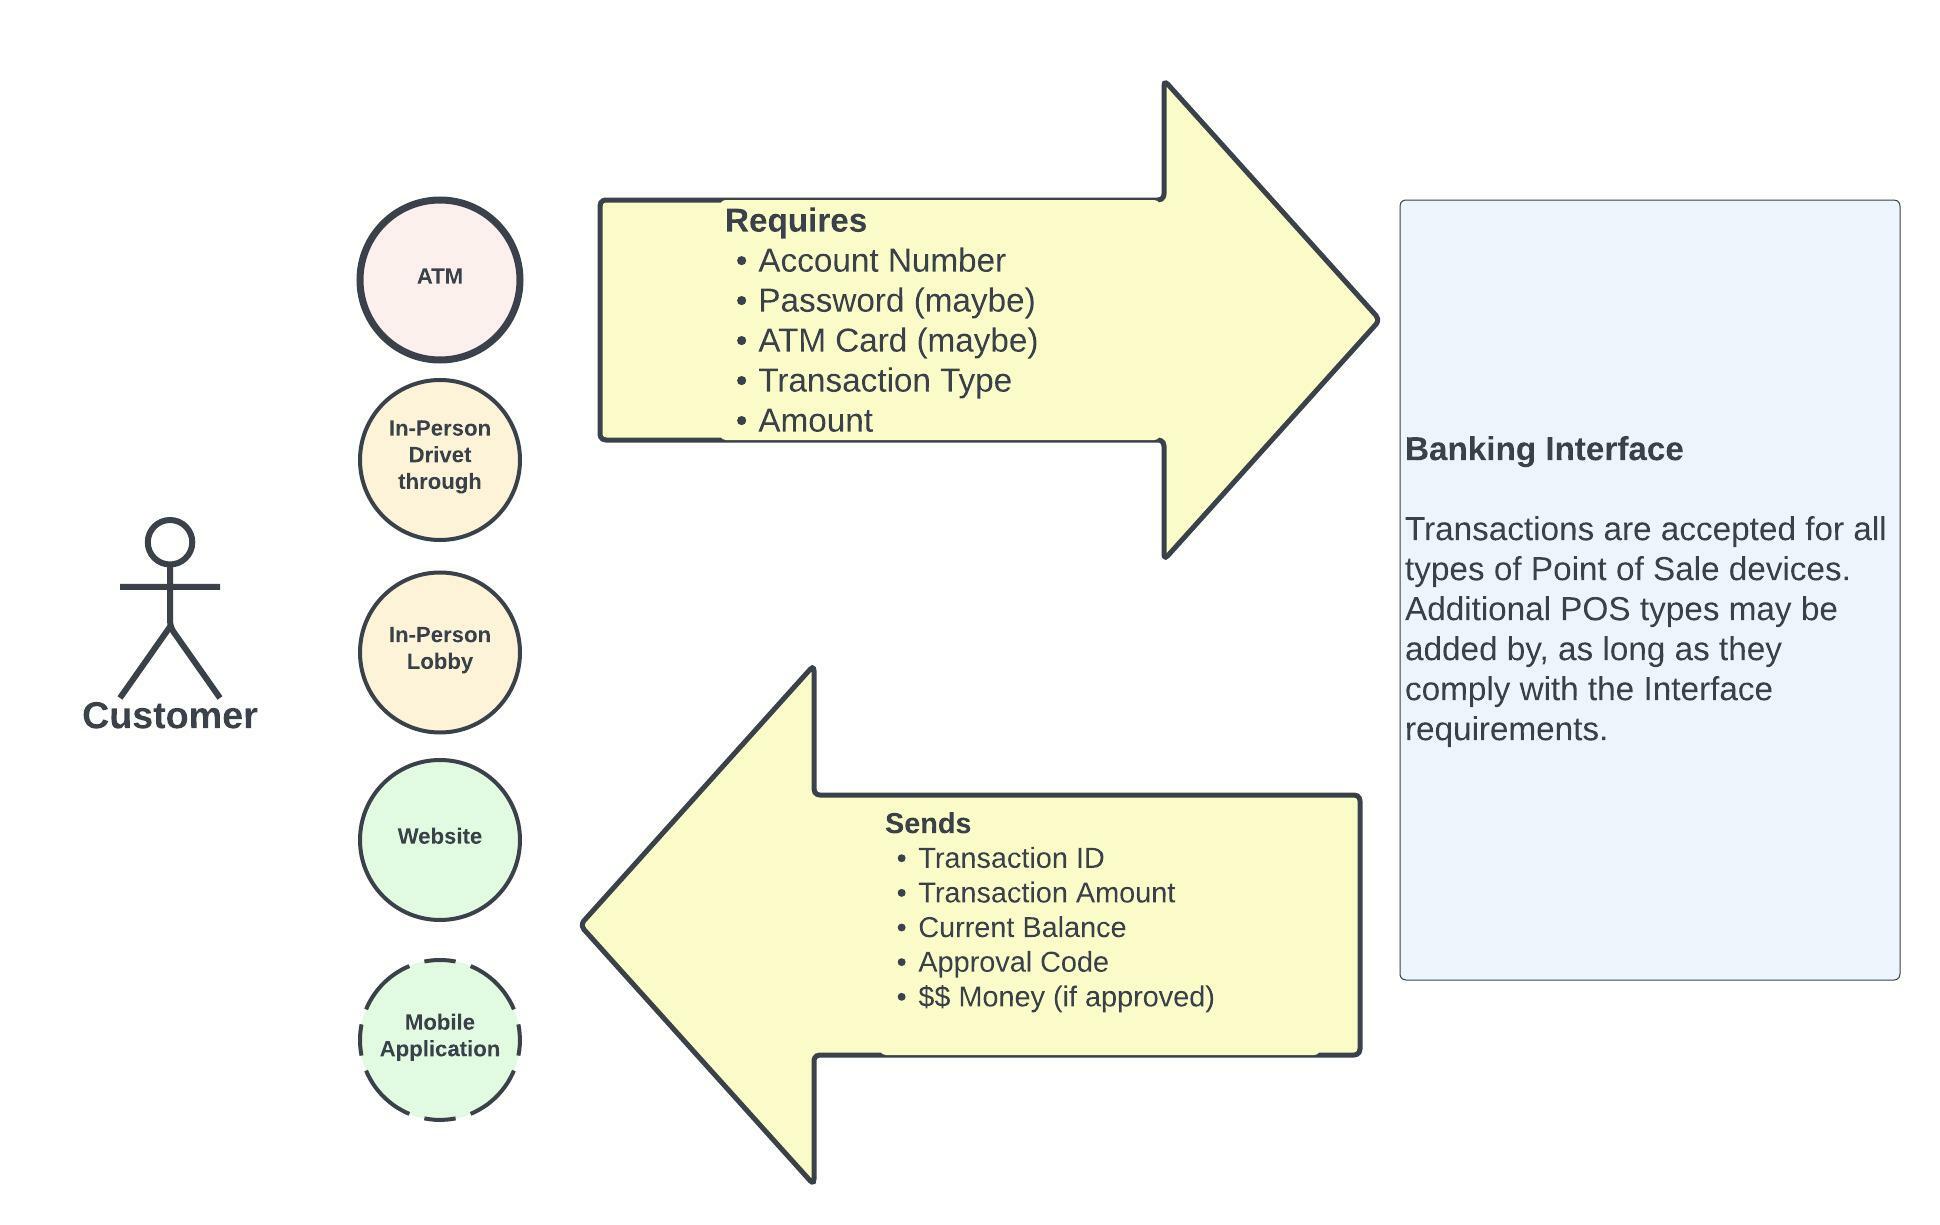 Customer
ATM
In-Person
Drivet
through
In-Person
Lobby
Website
Mobile
Application
Requires
• Account Number
• Password (maybe)
• ATM Card (maybe)
• Transaction Type
• Amount
Sends
• Transaction ID
• Transaction Amount
• Current Balance
• Approval Code
• $$ Money (if approved)
Banking Interface
Transactions are accepted for all
types of Point of Sale devices.
Additional POS types may be
added by, as long as they
comply with the Interface
requirements.